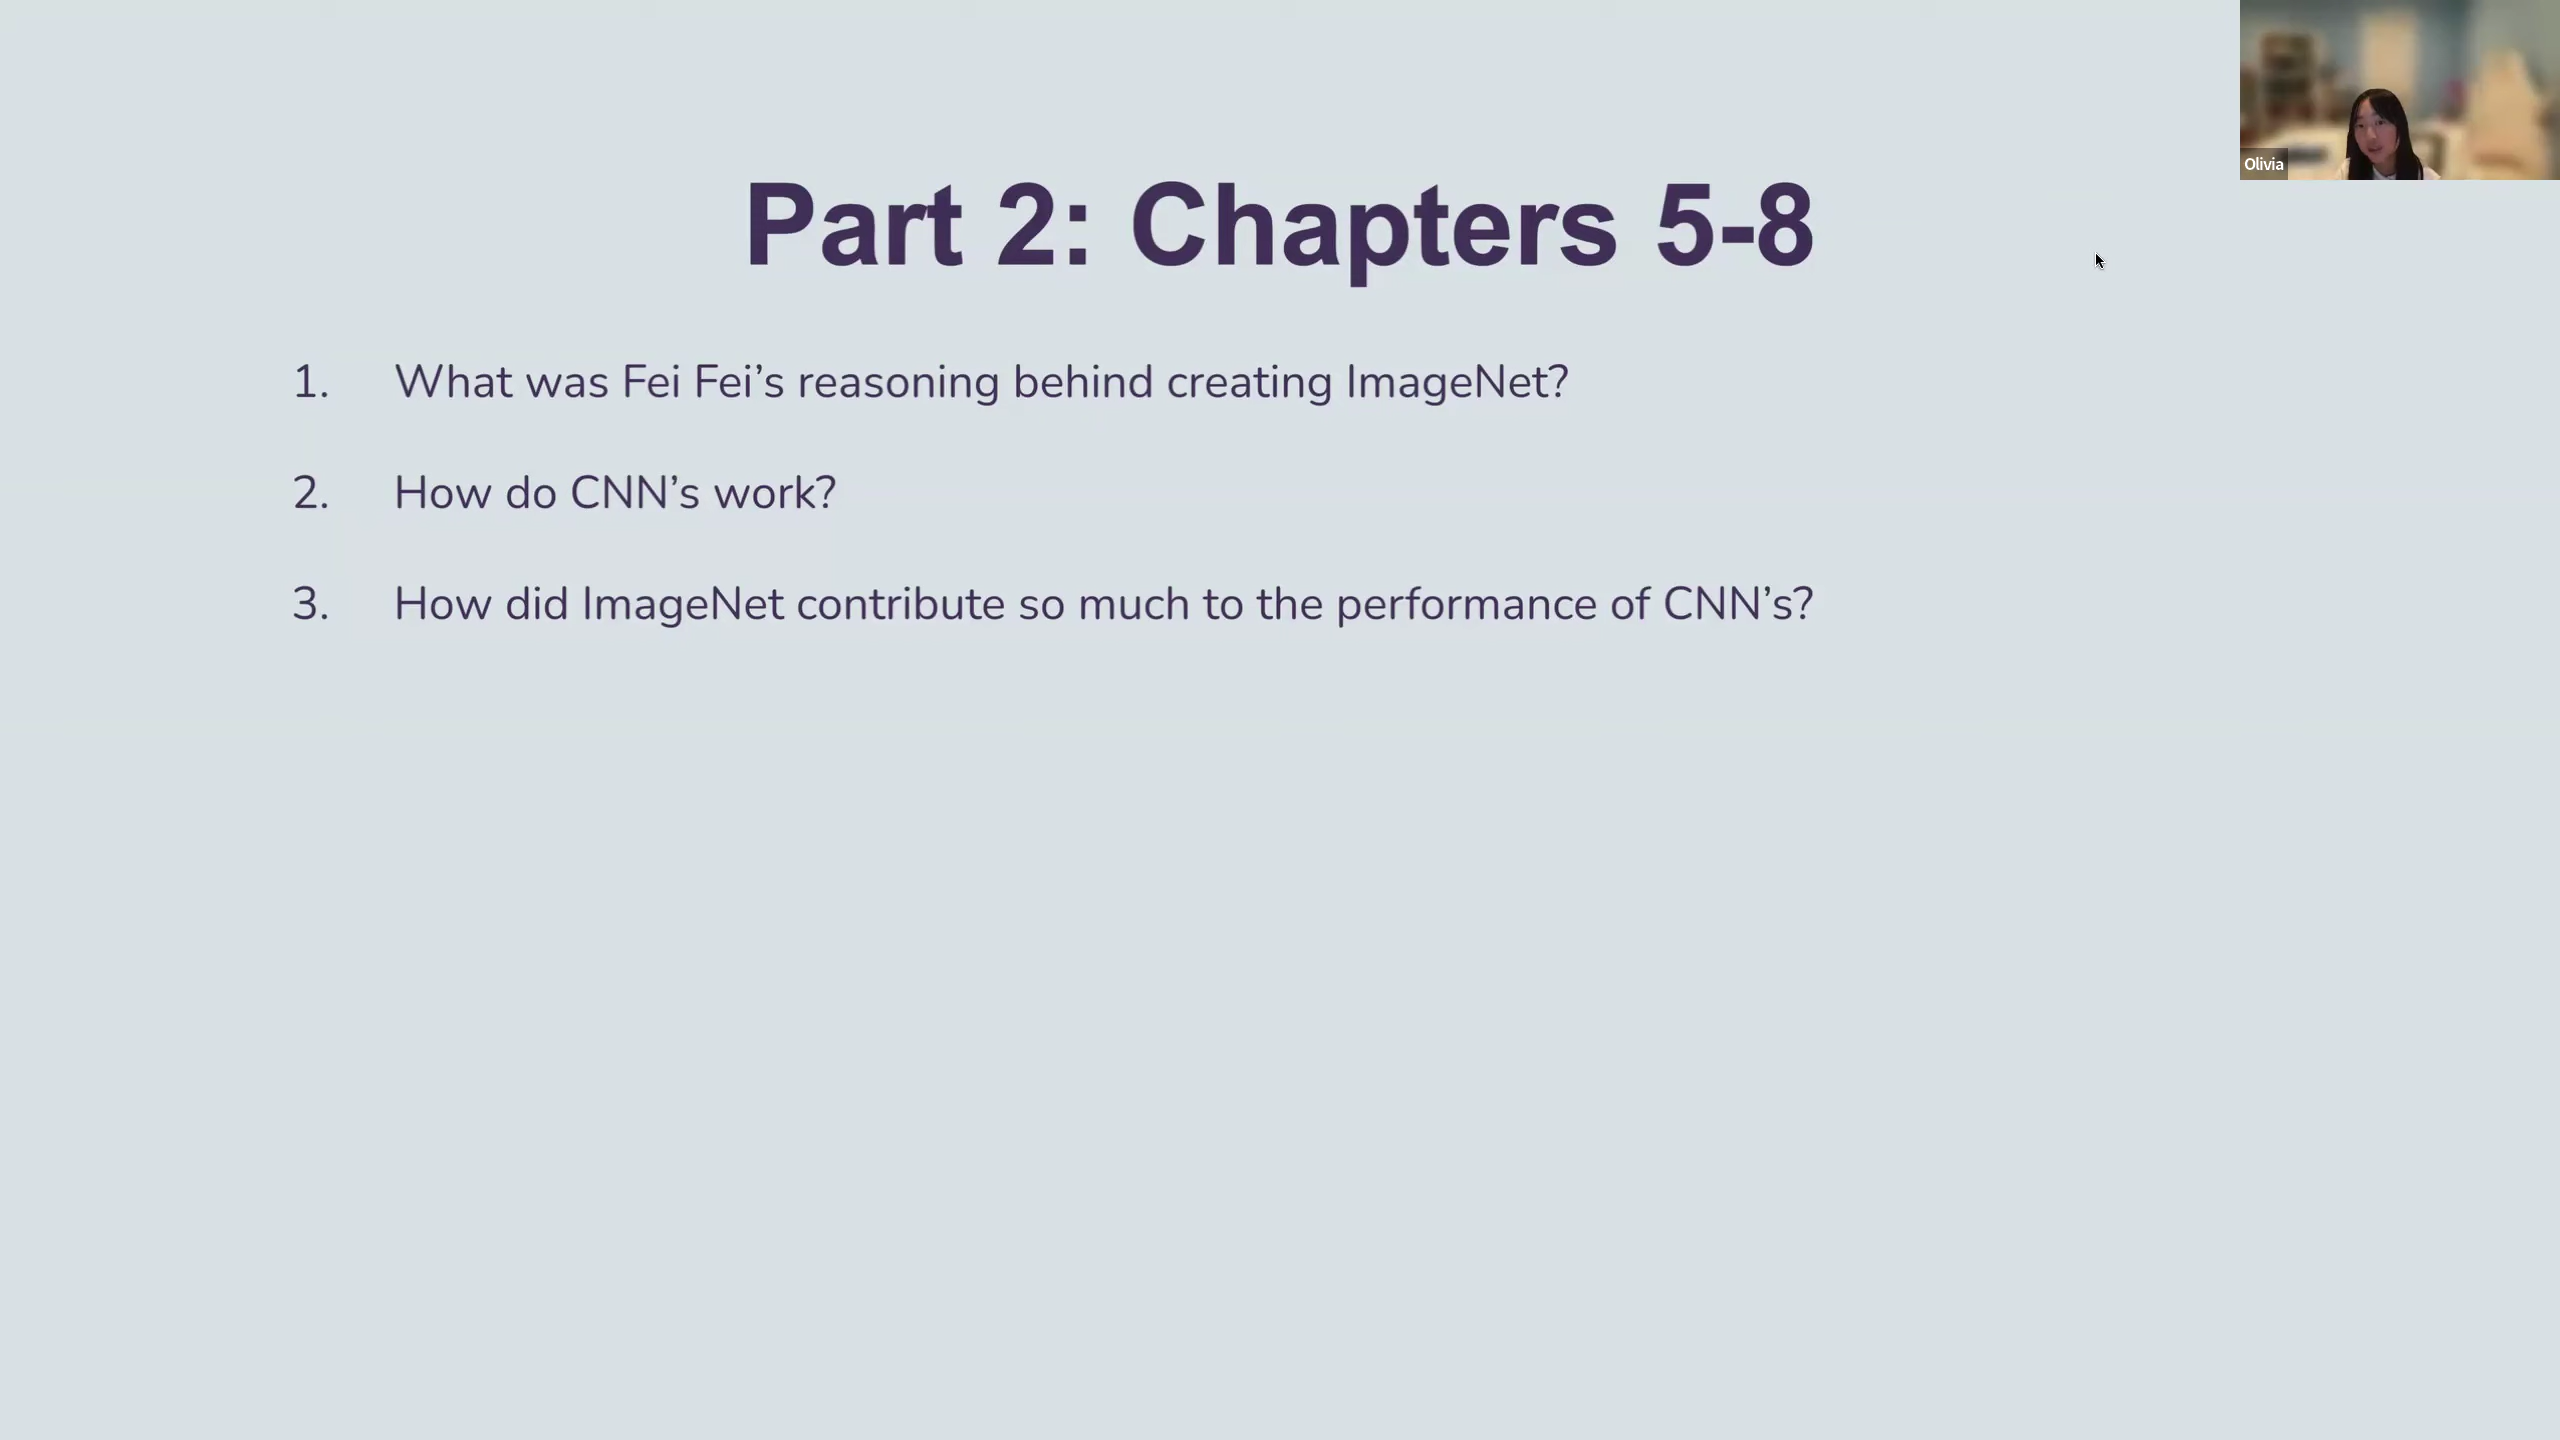 Part 2: Chapters 5-8
1. What was Fei Fei’s reasoning behind creating ImageNet?
2. How do CNN’s work?
3. How did ImageNet contribute so much to the performance of CNN’s?
Olivia